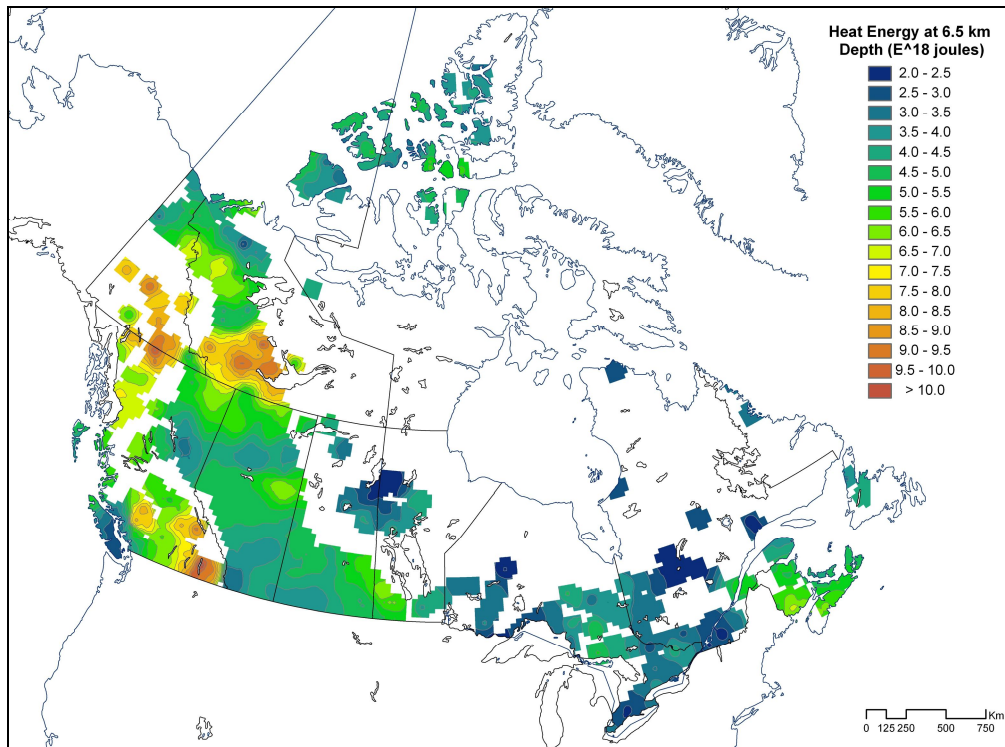 Heat Energy at 6.5 km
Depth (E^18 joules)
2.0 - 2.5
2.5 - 3.0
3.0 - 3.5
3.5 - 4.0
4.0 - 4.5
4.5 - 5.0
5.0 - 5.5
5.5 - 6.0
6.0 - 6.5
6.5 - 7.0
7.0 - 7.5
7.5 - 8.0
8.0 - 8.5
8.5 - 9.0
9.0 - 9.5
9.5 - 10.0
> 10.0
Km
0 125 250 500 750